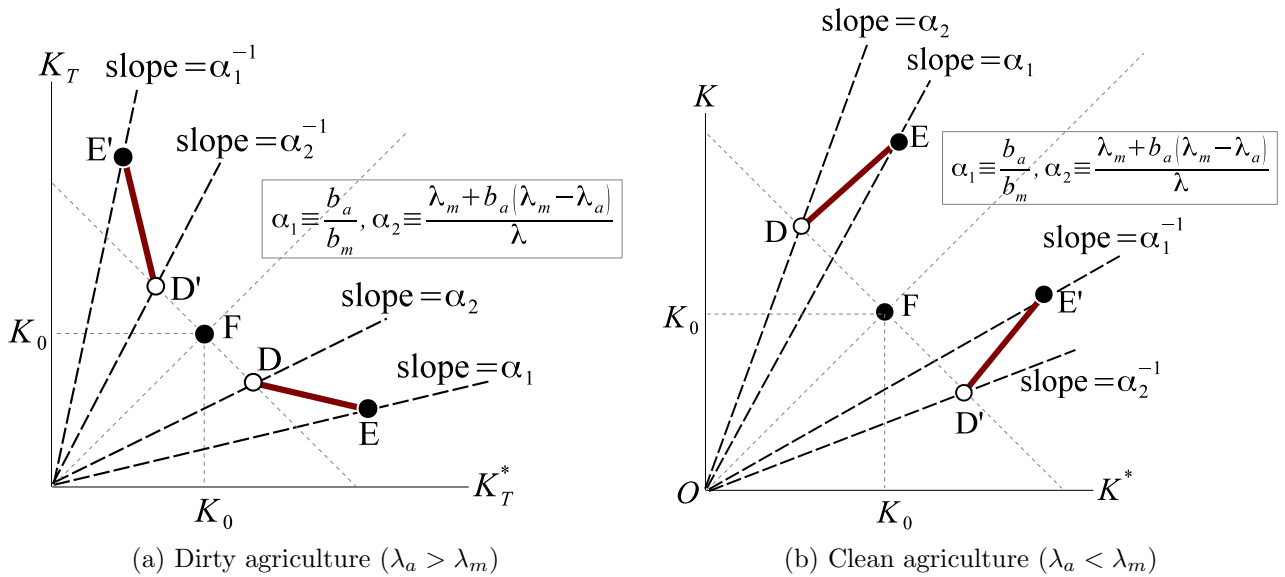 K_T
slope=α_1^{-1}
E'
slope=α_2^{-1}
α_1≡b_a/b_m, α_2≡(λ_m+b_a(λ_m−λ_a))/λ
D'
slope=α_2
K_0
F
D
slope=α_1
E
K_T^*
K_0
(a) Dirty agriculture (λ_a > λ_m)
slope=α_2
slope=α_1
K
E
α_1≡b_a/b_m, α_2≡(λ_m+b_a(λ_m−λ_a))/λ
D
slope=α_1^{-1}
E'
K_0
F
slope=α_2^{-1}
D'
O
K^*
K_0
(b) Clean agriculture (λ_a < λ_m)